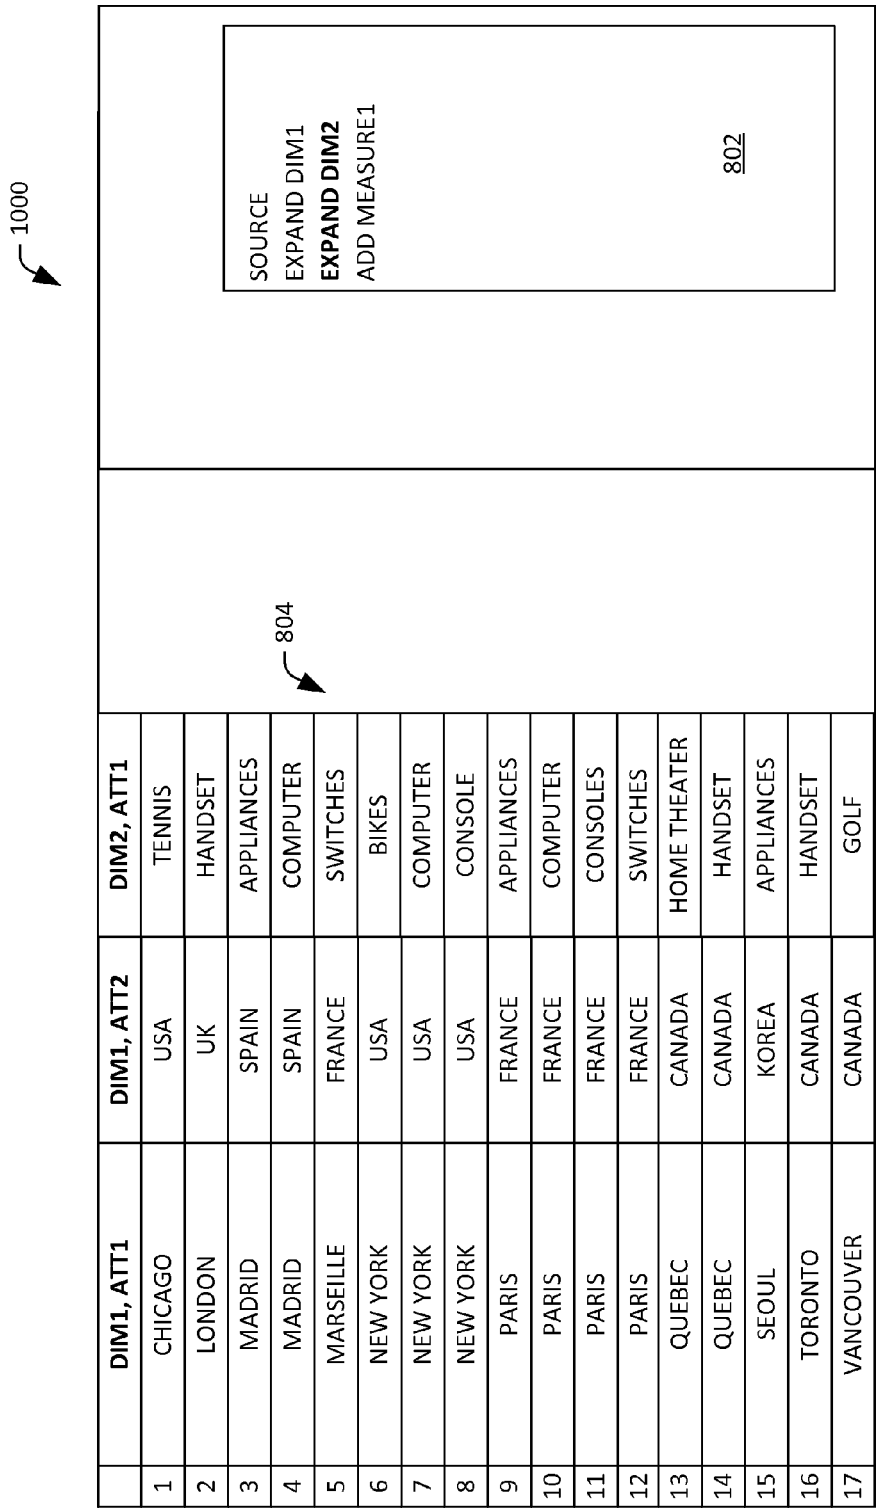 1000
DIM1, ATT1 DIM1, ATT2 DIM2, ATT1
1 CHICAGO USA TENNIS
2 LONDON UK HANDSET
3 MADRID SPAIN APPLIANCES
4 MADRID SPAIN COMPUTER
5 MARSEILLE FRANCE SWITCHES
6 NEW YORK USA BIKES
7 NEW YORK USA COMPUTER
8 NEW YORK USA CONSOLE
9 PARIS FRANCE APPLIANCES
10 PARIS FRANCE COMPUTER
11 PARIS FRANCE CONSOLES
12 PARIS FRANCE SWITCHES
13 QUEBEC CANADA HOME THEATER
14 QUEBEC CANADA HANDSET
15 SEOUL KOREA APPLIANCES
16 TORONTO CANADA HANDSET
17 VANCOUVER CANADA GOLF
804
SOURCE
EXPAND DIM1
EXPAND DIM2
ADD MEASURE1
802